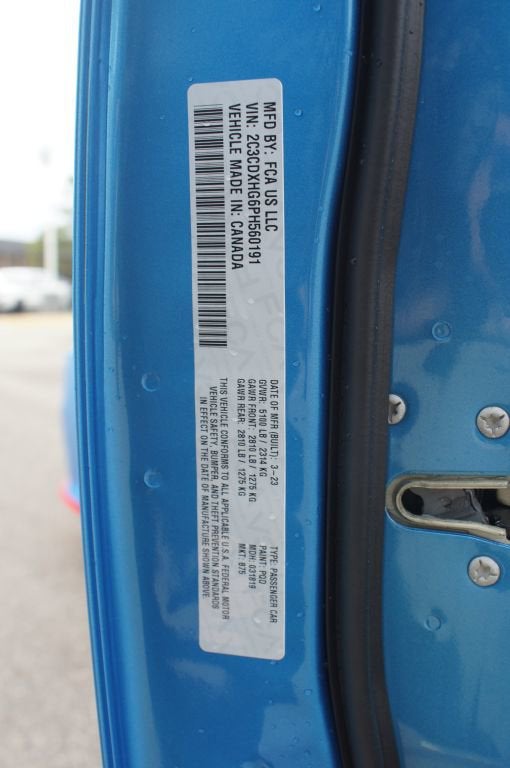 MFD BY: FCA US LLC
VIN: 2C3CDXHG6PH560191
VEHICLE MADE IN: CANADA
DATE OF MFR (BUILT): 3-23 TYPE: PASSENGER CAR
GVWR: 5100 LB / 2314 KG PAINT: PQD
GAWR FRONT: 2810 LB / 1275 KG MDH: 031819
GAWR REAR: 2810 LB / 1275 KG MKT: B75
THIS VEHICLE CONFORMS TO ALL APPLICABLE U.S.A. FEDERAL MOTOR
VEHICLE SAFETY, BUMPER, AND THEFT PREVENTION STANDARDS
IN EFFECT ON THE DATE OF MANUFACTURE SHOWN ABOVE.